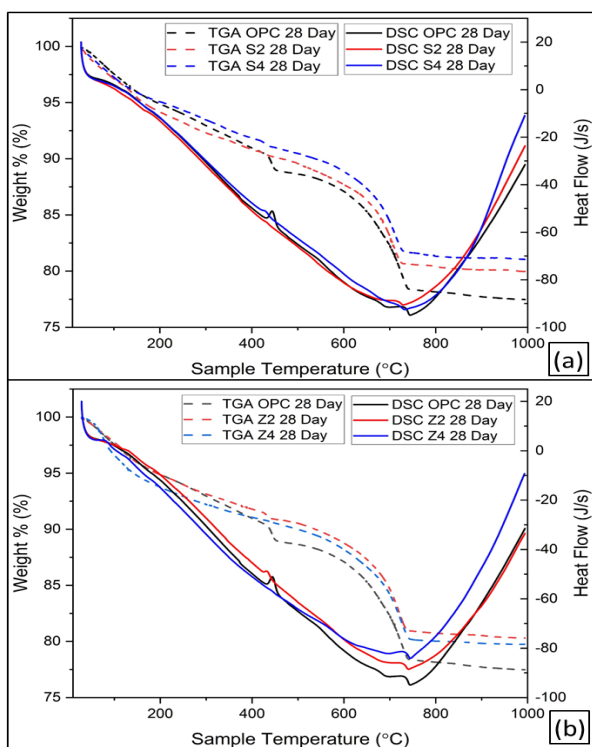 TGA OPC 28 Day
TGA S2 28 Day
TGA S4 28 Day
DSC OPC 28 Day
DSC S2 28 Day
DSC S4 28 Day
Weight % (%)
100
95
90
85
80
75
20
0
-20
-40
-60
-80
-100
Heat Flow (J/s)
200 400 600 800 1000
Sample Temperature (°C)
(a)
TGA OPC 28 Day
TGA Z2 28 Day
TGA Z4 28 Day
DSC OPC 28 Day
DSC Z2 28 Day
DSC Z4 28 Day
Weight % (%)
100
95
90
85
80
75
20
0
-20
-40
-60
-80
-100
Heat Flow (J/s)
200 400 600 800 1000
Sample Temperature (°C)
(b)